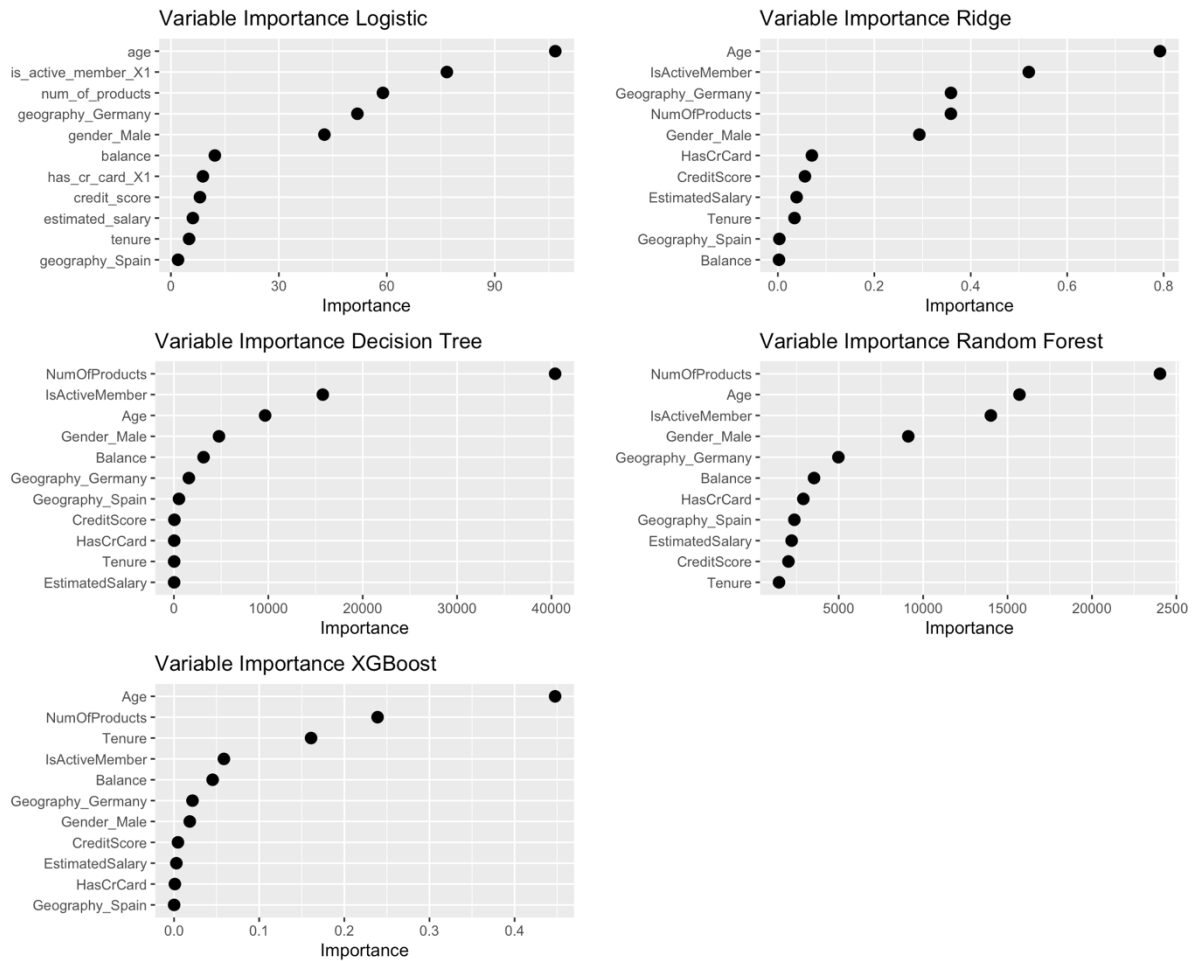 Variable Importance Logistic
age
is_active_member_X1
num_of_products
geography_Germany
gender_Male
balance
has_cr_card_X1
credit_score
estimated_salary
tenure
geography_Spain
0 30 60 90
Importance
Variable Importance Ridge
Age
IsActiveMember
Geography_Germany
NumOfProducts
Gender_Male
HasCrCard
CreditScore
EstimatedSalary
Tenure
Geography_Spain
Balance
0.0 0.2 0.4 0.6 0.8
Importance
Variable Importance Decision Tree
NumOfProducts
IsActiveMember
Age
Gender_Male
Balance
Geography_Germany
Geography_Spain
CreditScore
HasCrCard
Tenure
EstimatedSalary
0 10000 20000 30000 40000
Importance
Variable Importance Random Forest
NumOfProducts
Age
IsActiveMember
Gender_Male
Geography_Germany
Balance
HasCrCard
Geography_Spain
EstimatedSalary
CreditScore
Tenure
5000 10000 15000 20000 2500
Importance
Variable Importance XGBoost
Age
NumOfProducts
Tenure
IsActiveMember
Balance
Geography_Germany
Gender_Male
CreditScore
EstimatedSalary
HasCrCard
Geography_Spain
0.0 0.1 0.2 0.3 0.4
Importance